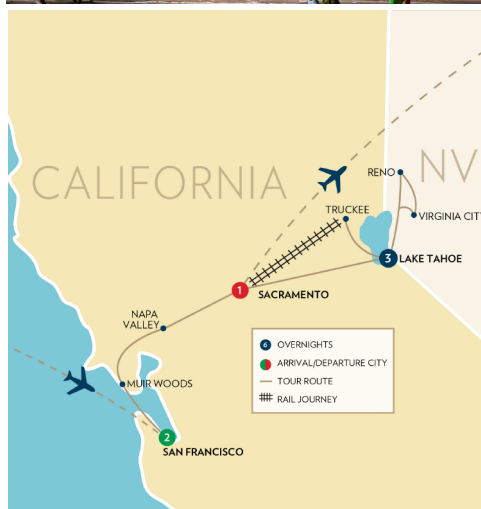 CALIFORNIA
NV
RENO
TRUCKEE
VIRGINIA CITY
3
LAKE TAHOE
1
SACRAMENTO
NAPA
VALLEY
MUIR WOODS
2
SAN FRANCISCO
6 OVERNIGHTS
ARRIVAL/DEPARTURE CITY
TOUR ROUTE
RAIL JOURNEY